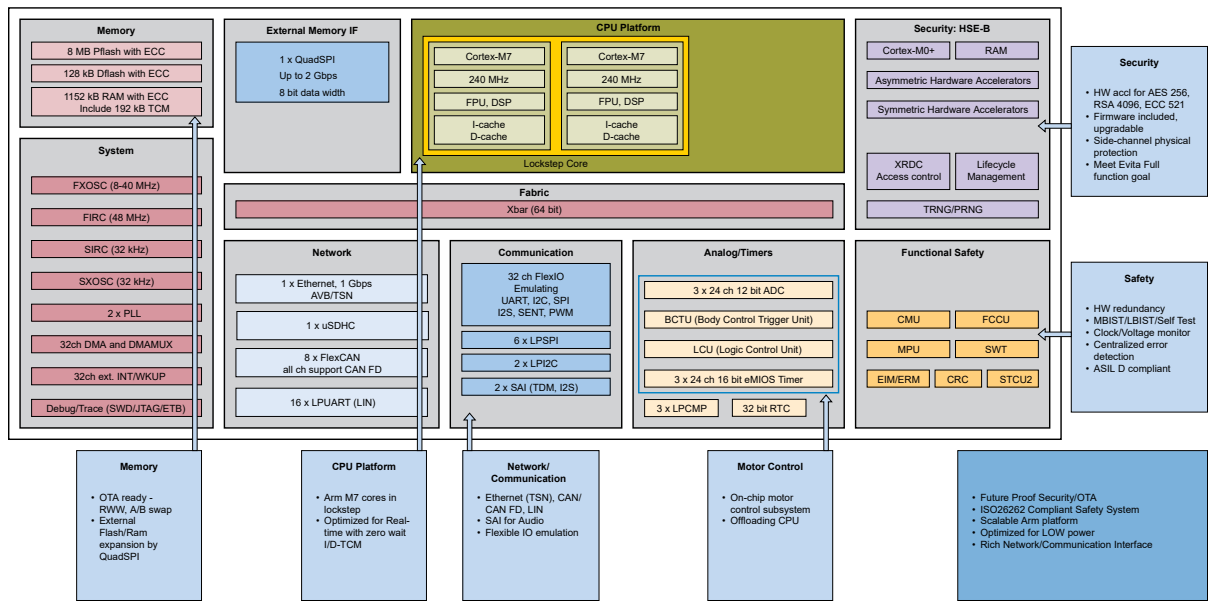 Memory
8 MB Pflash with ECC
128 kB Dflash with ECC
1152 kB RAM with ECC
Include 192 kB TCM
External Memory IF
1 x QuadSPI
Up to 2 Gbps
8 bit data width
CPU Platform
Cortex-M7
240 MHz
FPU, DSP
I-cache
D-cache
Cortex-M7
240 MHz
FPU, DSP
I-cache
D-cache
Lockstep Core
Security: HSE-B
Cortex-M0+
RAM
Asymmetric Hardware Accelerators
Symmetric Hardware Accelerators
XRDC
Access control
Lifecycle
Management
TRNG/PRNG
Security
• HW accl for AES 256,
RSA 4096, ECC 521
• Firmware included,
upgradable
• Side-channel physical
protection
• Meet Evita Full
function goal
System
FXOSC (8-40 MHz)
FIRC (48 MHz)
SIRC (32 kHz)
SXOSC (32 kHz)
2 x PLL
32ch DMA and DMAMUX
32ch ext. INT/WKUP
Debug/Trace (SWD/JTAG/ETB)
Fabric
Xbar (64 bit)
Network
1 x Ethernet, 1 Gbps
AVB/TSN
1 x uSDHC
8 x FlexCAN
all ch support CAN FD
16 x LPUART (LIN)
Communication
32 ch FlexIO
Emulating
UART, I2C, SPI
I2S, SENT, PWM
6 x LPSPI
2 x LPI2C
2 x SAI (TDM, I2S)
Analog/Timers
3 x 24 ch 12 bit ADC
BCTU (Body Control Trigger Unit)
LCU (Logic Control Unit)
3 x 24 ch 16 bit eMIOS Timer
3 x LPCMP
32 bit RTC
Functional Safety
CMU
FCCU
MPU
SWT
EIM/ERM
CRC
STCU2
Safety
• HW redundancy
• MBIST/LBIST/Self Test
• Clock/Voltage monitor
• Centralized error
detection
• ASIL D compliant
Memory
• OTA ready -
RWW, A/B swap
• External
Flash/Ram
expansion by
QuadSPI
CPU Platform
• Arm M7 cores in
lockstep
• Optimized for Real-
time with zero wait
I/D-TCM
Network/
Communication
• Ethernet (TSN), CAN/
CAN FD, LIN
• SAI for Audio
• Flexible IO emulation
Motor Control
• On-chip motor
control subsystem
• Offloading CPU
• Future Proof Security/OTA
• ISO26262 Compliant Safety System
• Scalable Arm platform
• Optimized for LOW power
• Rich Network/Communication Interface